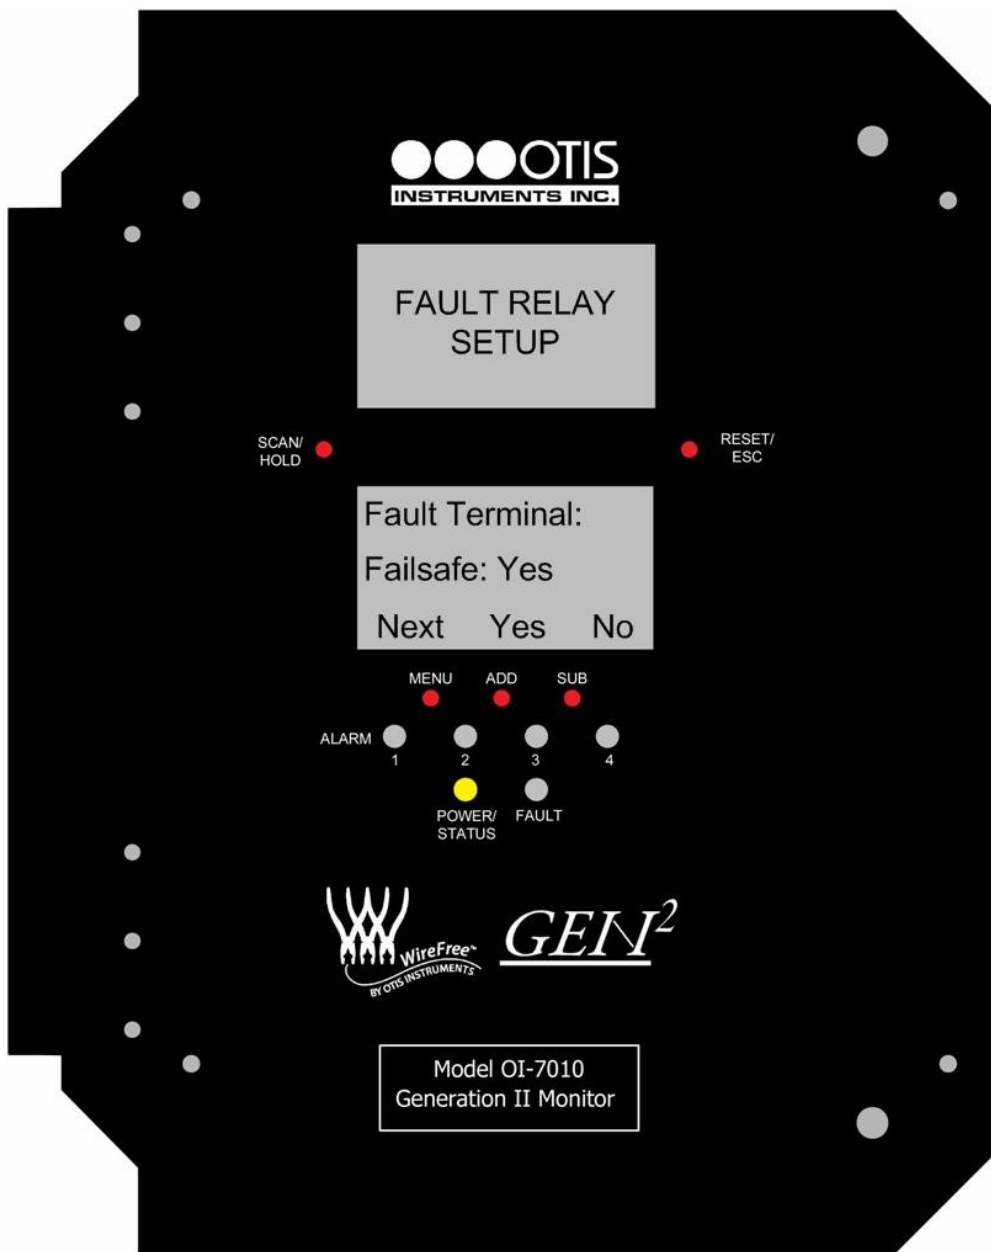 OTIS
INSTRUMENTS INC.
FAULT RELAY
SETUP
SCAN/
HOLD
RESET/
ESC
Fault Terminal:
Failsafe: Yes
Next Yes No
MENU ADD SUB
ALARM
1 2 3 4
POWER/
STATUS
FAULT
WireFree™
BY OTIS INSTRUMENTS
GEN²
Model OI-7010
Generation II Monitor